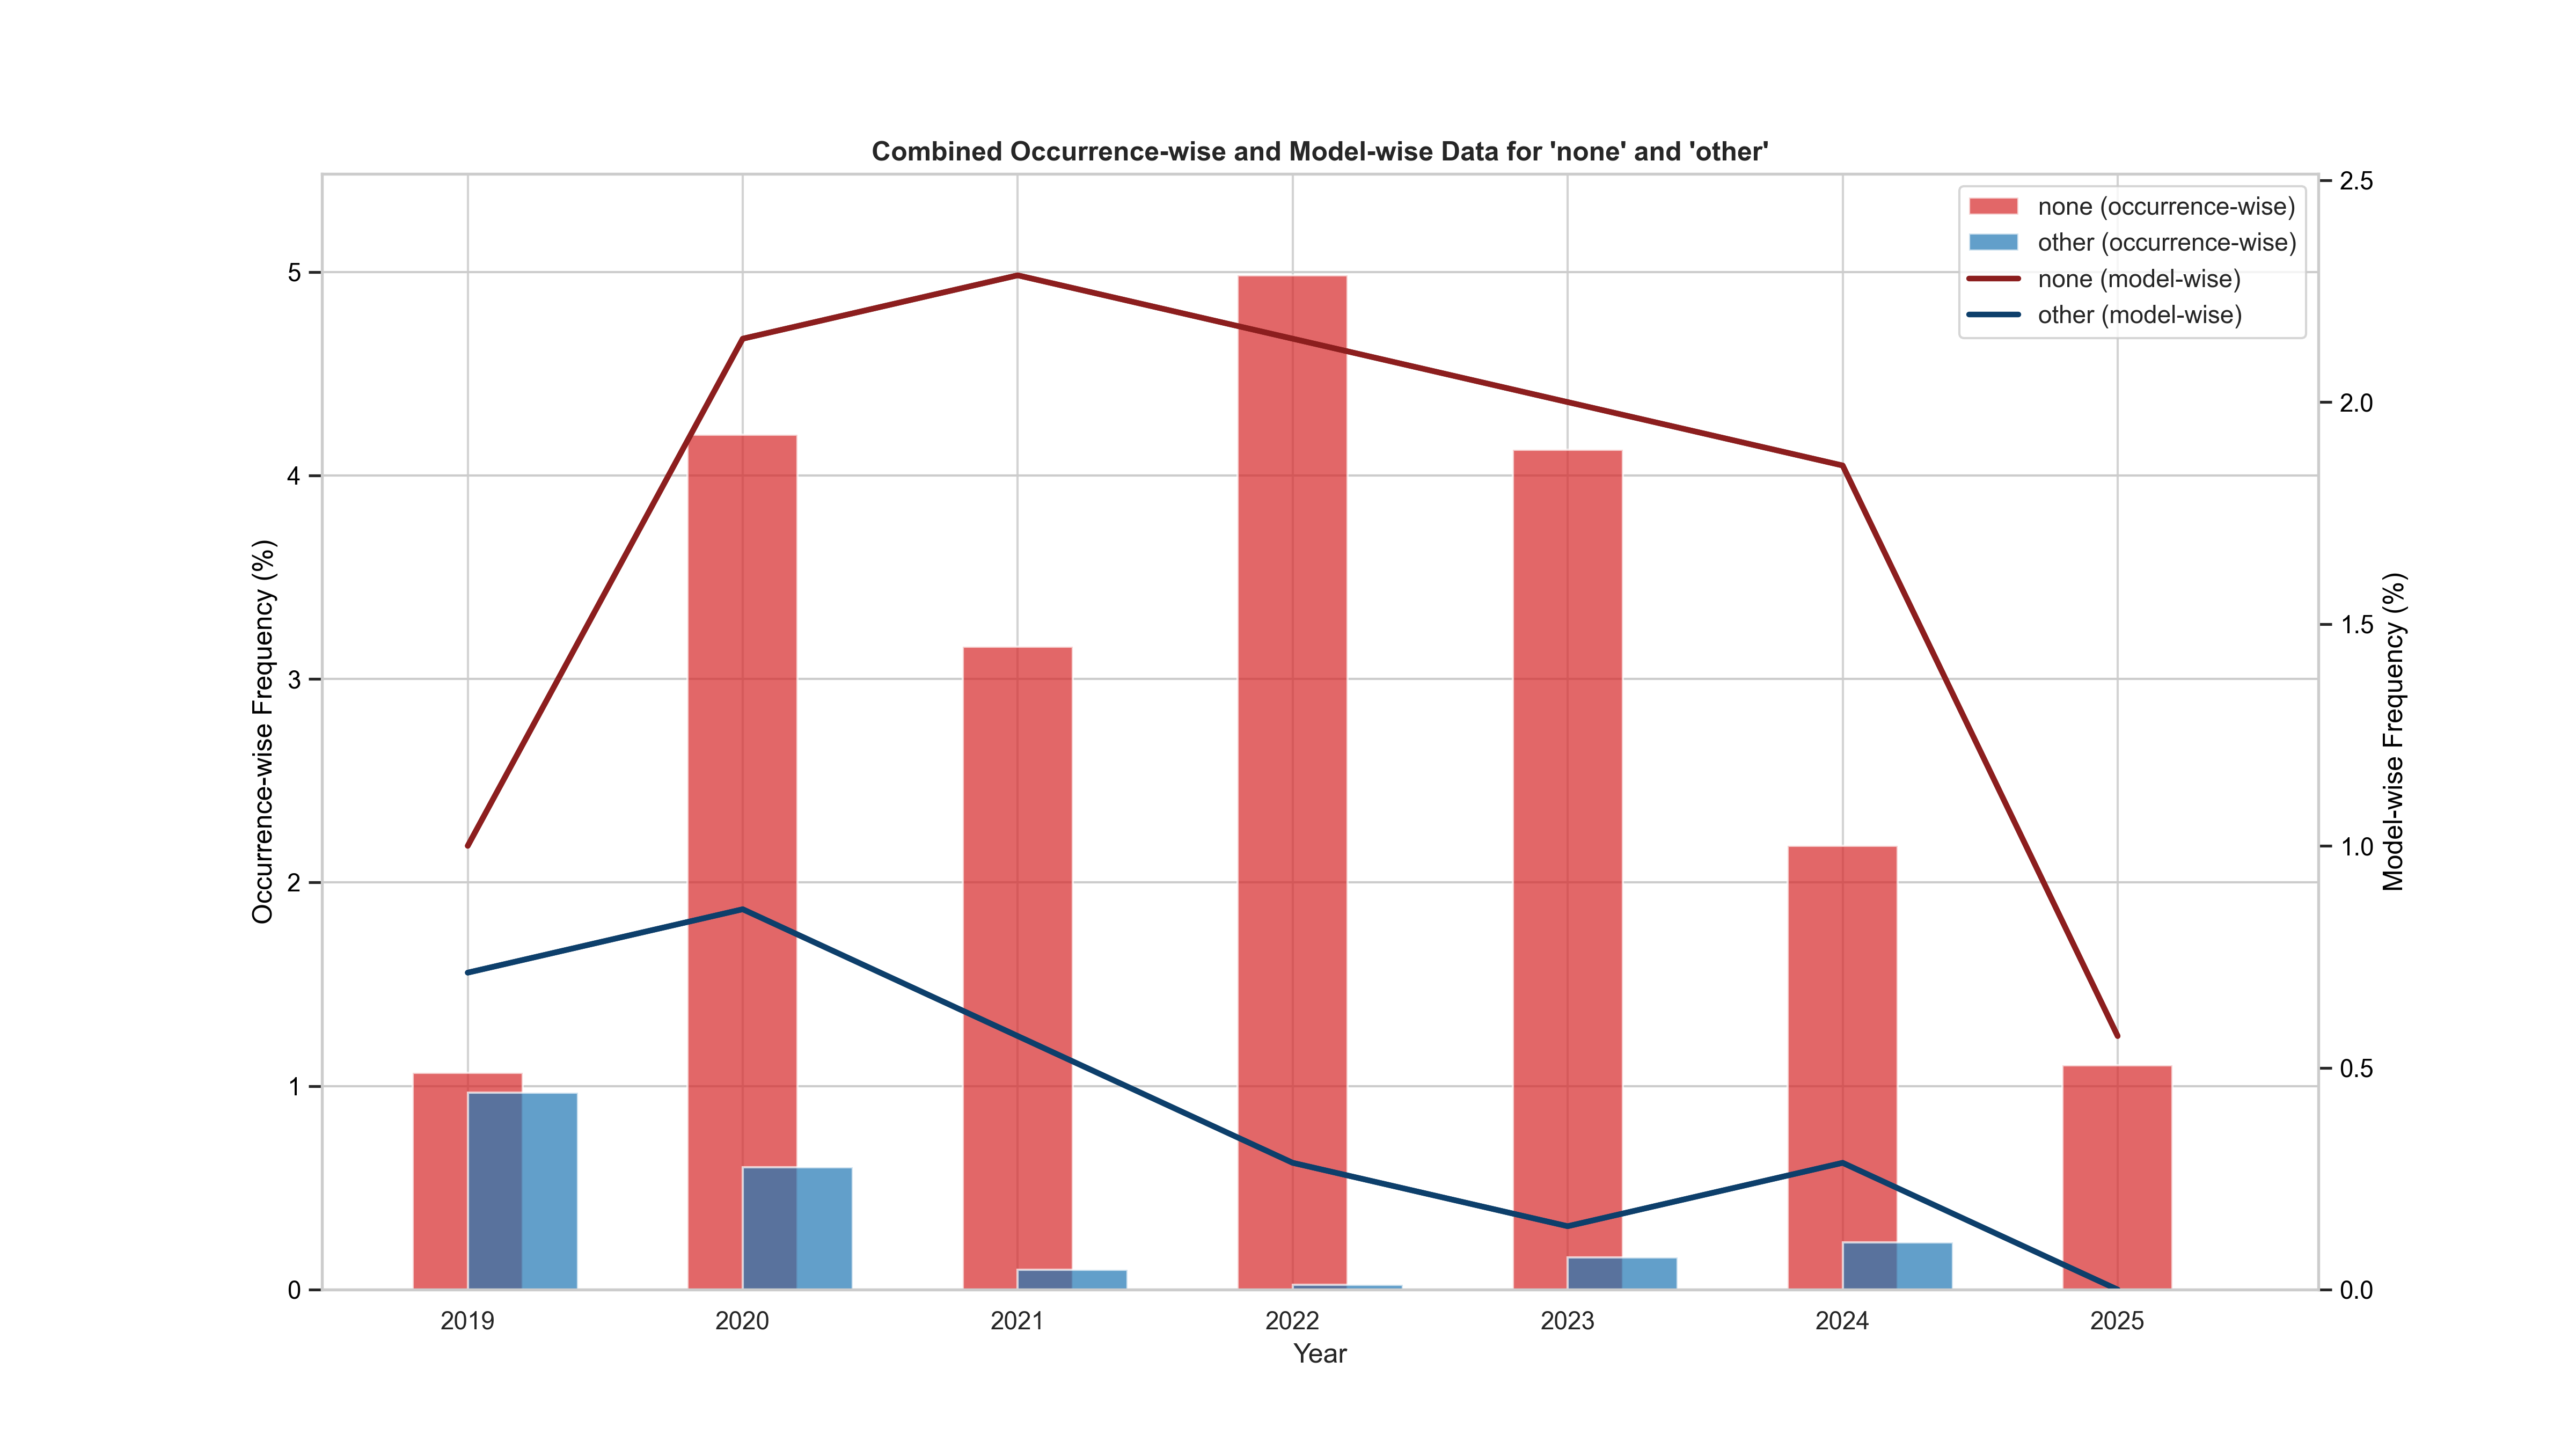 Combined Occurrence-wise and Model-wise Data for 'none' and 'other'
none (occurrence-wise)
other (occurrence-wise)
none (model-wise)
other (model-wise)
Occurrence-wise Frequency (%)
5
4
3
2
1
0
2.5
2.0
1.5
1.0
0.5
0.0
Model-wise Frequency (%)
2019 2020 2021 2022 2023 2024 2025
Year